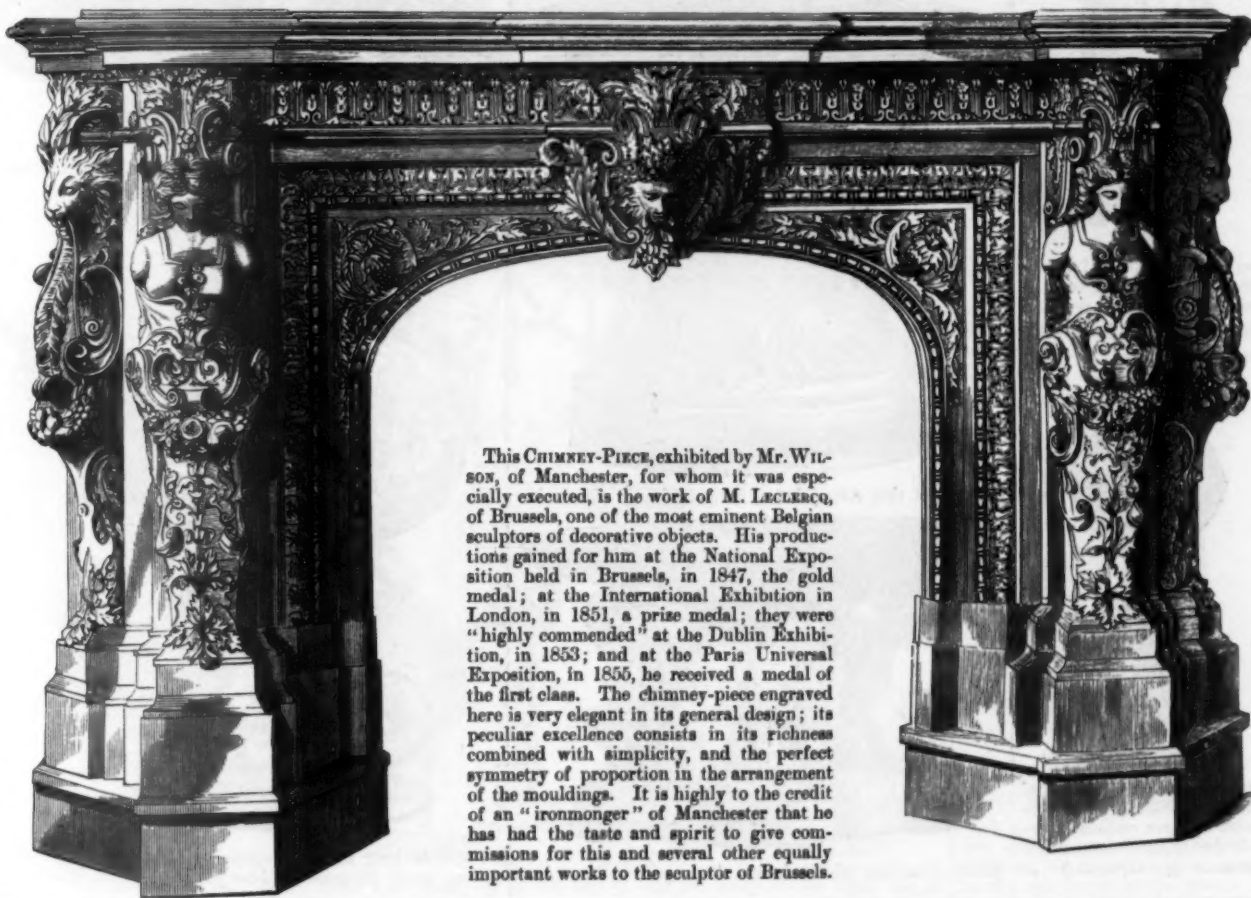 This CHIMNEY-PIECE, exhibited by Mr. WIL-
SON, of Manchester, for whom it was espe-
cially executed, is the work of M. LECLERCQ,
of Brussels, one of the most eminent Belgian
sculptors of decorative objects. His produc-
tions gained for him at the National Expo-
sition held in Brussels, in 1847, the gold
medal; at the International Exhibition in
London, in 1851, a prize medal; they were
“highly commended” at the Dublin Exhibi-
tion, in 1853; and at the Paris Universal
Exposition, in 1855, he received a medal of
the first class. The chimney-piece engraved
here is very elegant in its general design; its
peculiar excellence consists in its richness
combined with simplicity, and the perfect
symmetry of proportion in the arrangement
of the mouldings. It is highly to the credit
of an “ironmonger” of Manchester that he
has had the taste and spirit to give com-
missions for this and several other equally
important works to the sculptor of Brussels.